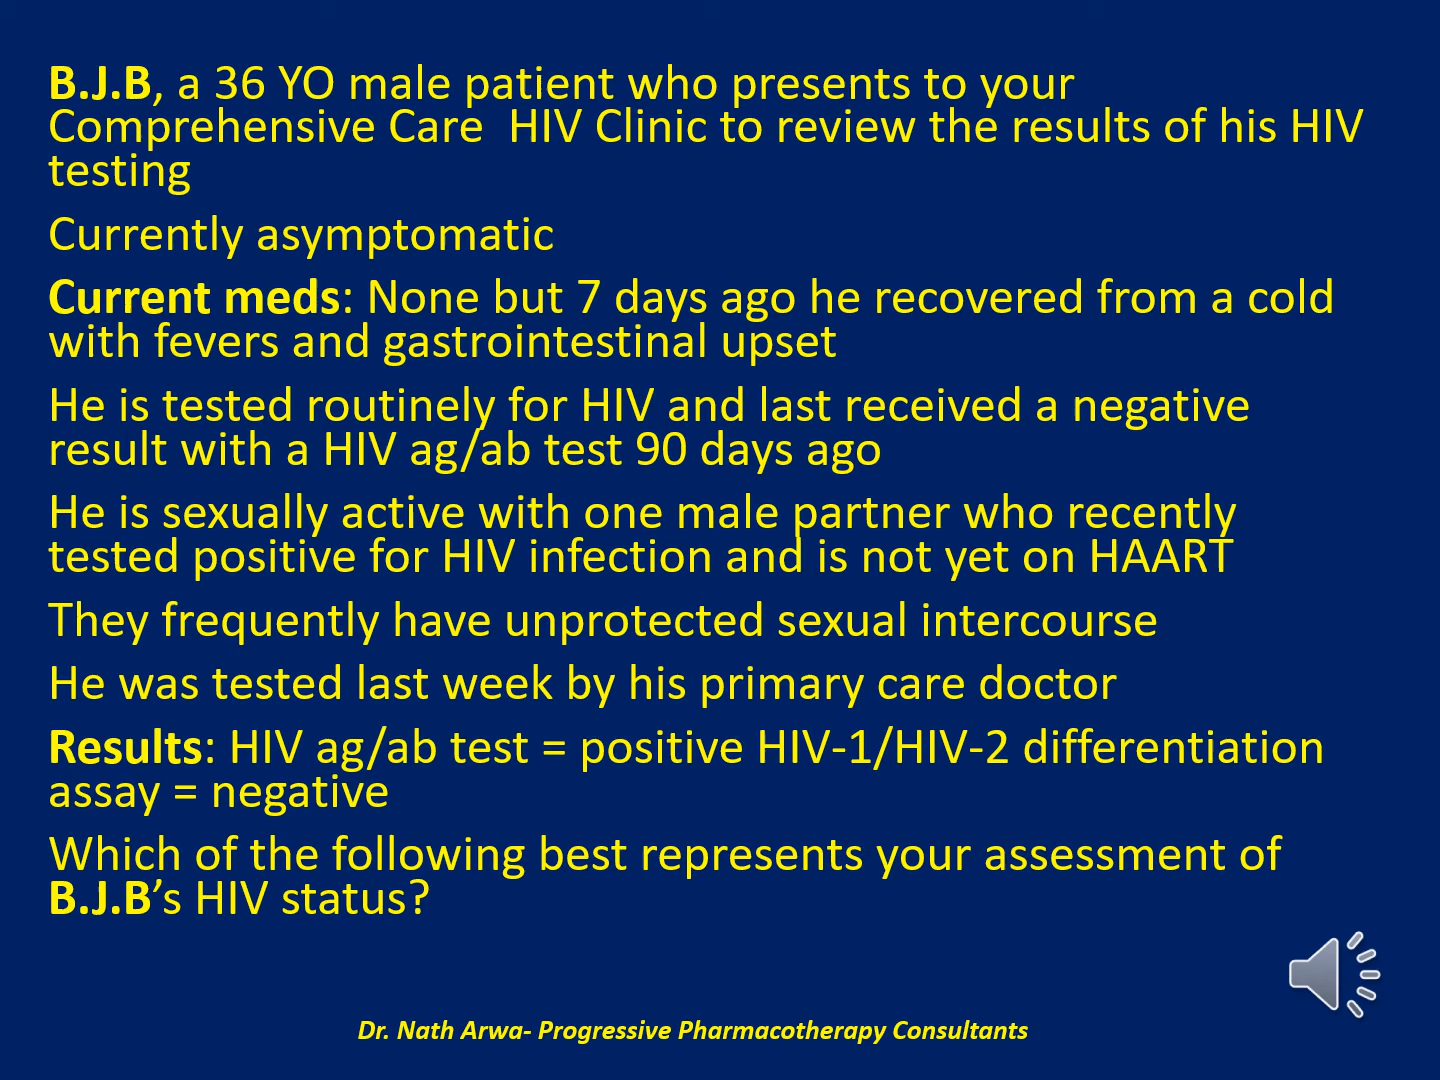 B.J.B, a 36 YO male patient who presents to your
Comprehensive Care  HIV Clinic to review the results of his HIV
testing
Currently asymptomatic
Current meds: None but 7 days ago he recovered from a cold
with fevers and gastrointestinal upset
He is tested routinely for HIV and last received a negative
result with a HIV ag/ab test 90 days ago
He is sexually active with one male partner who recently
tested positive for HIV infection and is not yet on HAART
They frequently have unprotected sexual intercourse
He was tested last week by his primary care doctor
Results: HIV ag/ab test = positive HIV-1/HIV-2 differentiation
assay = negative
Which of the following best represents your assessment of
B.J.B’s HIV status?
Dr. Nath Arwa- Progressive Pharmacotherapy Consultants